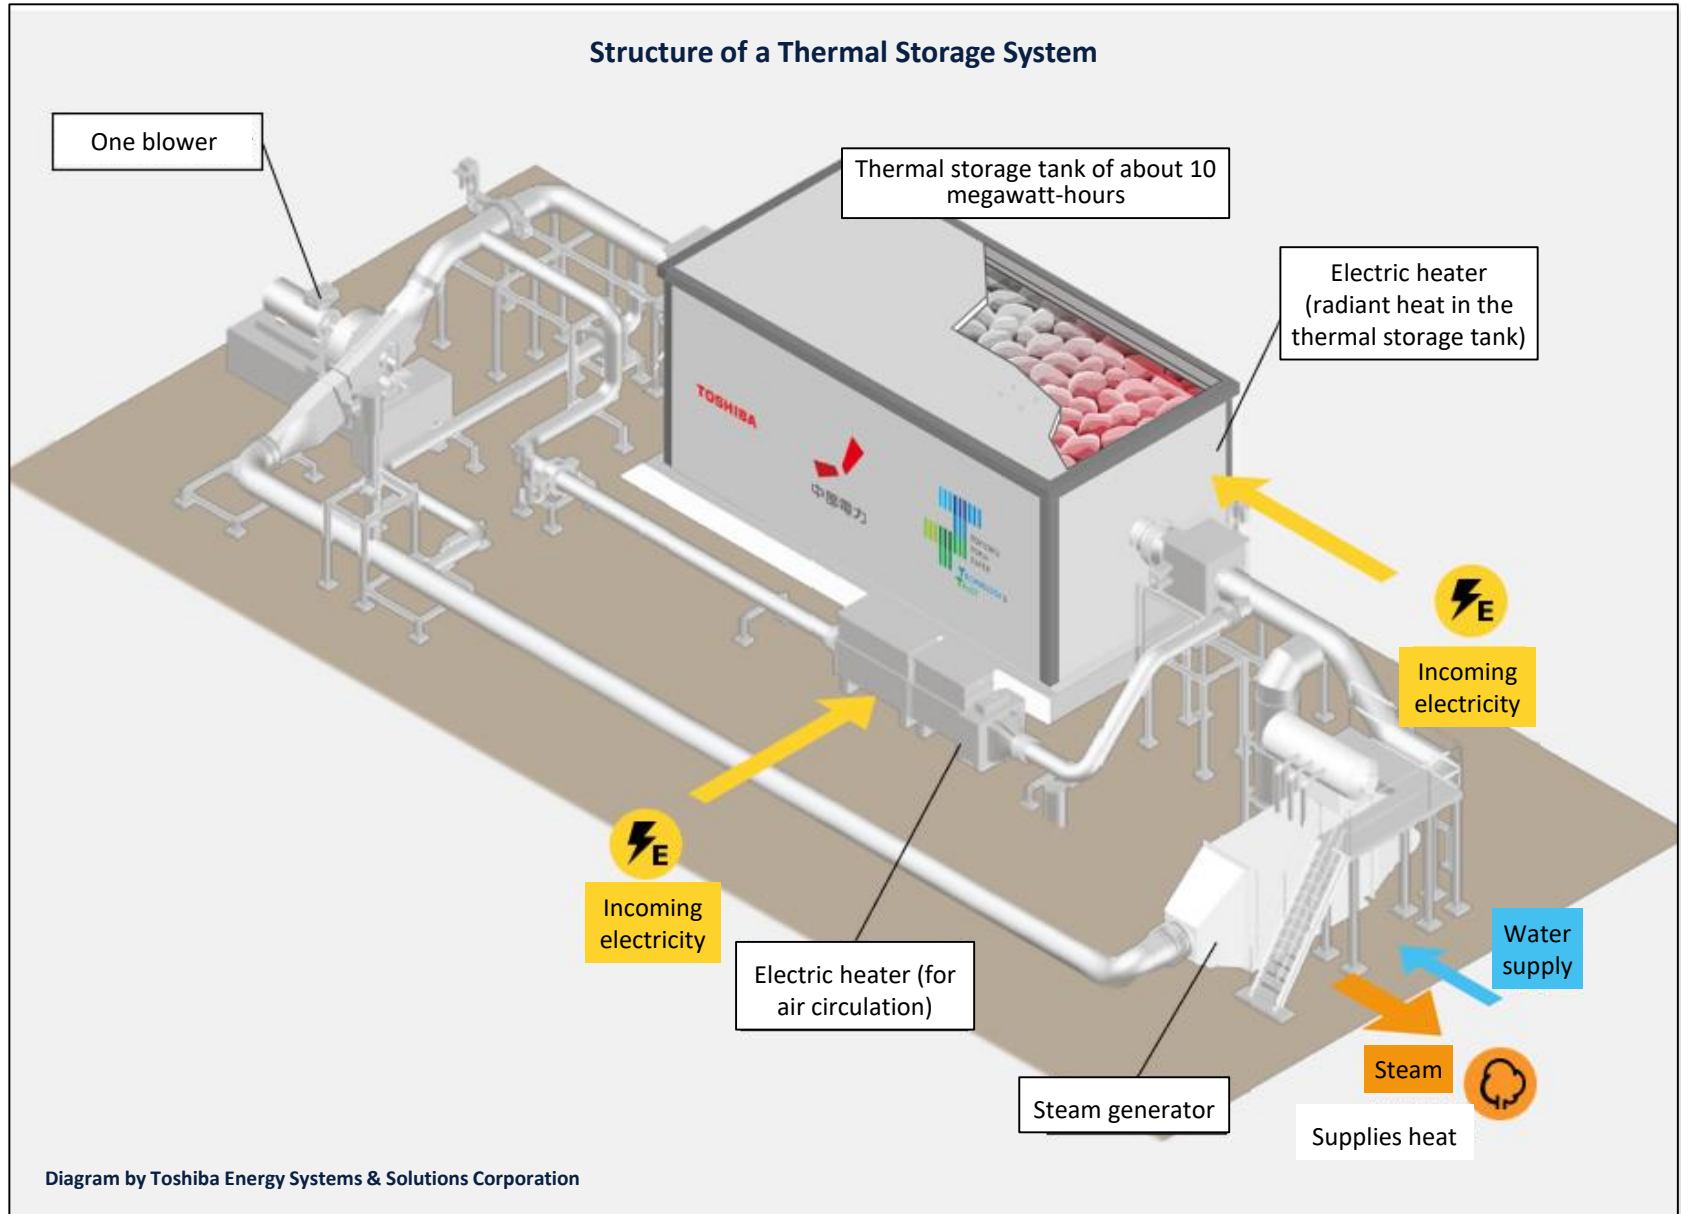 Structure of a Thermal Storage System
One blower
Thermal storage tank of about 10
megawatt-hours
Electric heater
(radiant heat in the
thermal storage tank)
TOSHIBA
中国電力
E
Incoming
electricity
E
Incoming
electricity
Electric heater (for
air circulation)
Water
supply
Steam
Steam generator
Supplies heat
Diagram by Toshiba Energy Systems & Solutions Corporation